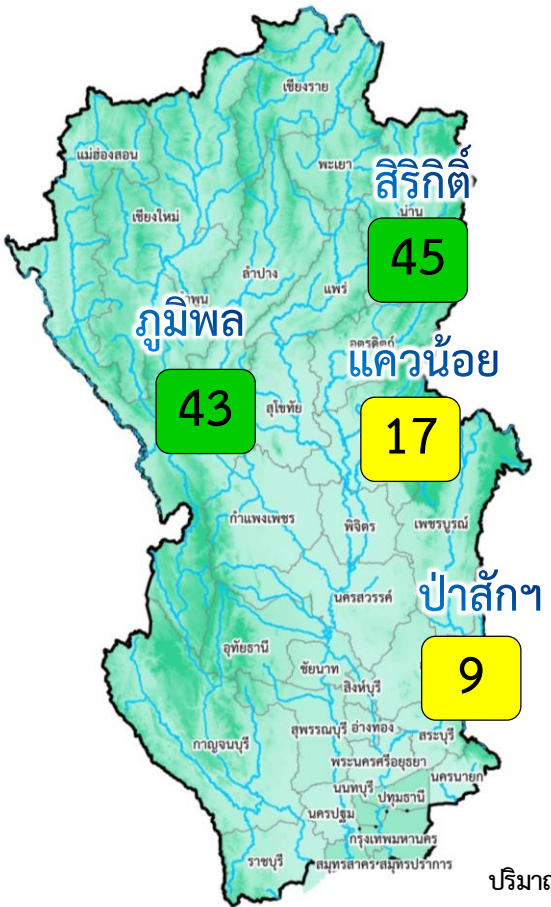 เชียงราย
แม่ฮ่องสอน
พะเยา
สิริกิติ์
น่าน
เชียงใหม่
45
ลำปาง
แพร่
ภูมิพล
อุตรดิตถ์
แควน้อย
43
สุโขทัย
17
กำแพงเพชร
พิจิตร
เพชรบูรณ์
นครสวรรค์
ป่าสักฯ
อุทัยธานี
ชัยนาท
9
สิงห์บุรี
สุพรรณบุรี อ่างทอง
สระบุรี
กาญจนบุรี
พระนครศรีอยุธยา
นครนายก
นนทบุรี
ปทุมธานี
นครปฐม
กรุงเทพมหานคร
ราชบุรี
สมุทรสาคร สมุทรปราการ